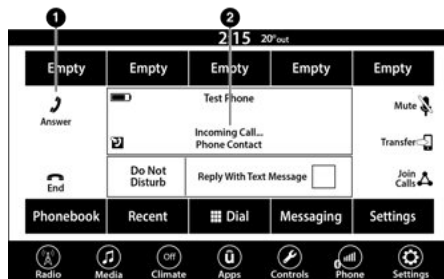 1 2
2 15 20°out
Empty Empty Empty Empty Empty
Test Phone
Answer
Mute
Incoming Call...
Phone Contact
Transfer
End
Do Not
Disturb
Reply With Text Message
Join
Calls
Phonebook Recent Dial Messaging Settings
Off ü
Radio Media Climate Apps Controls Phone Settings